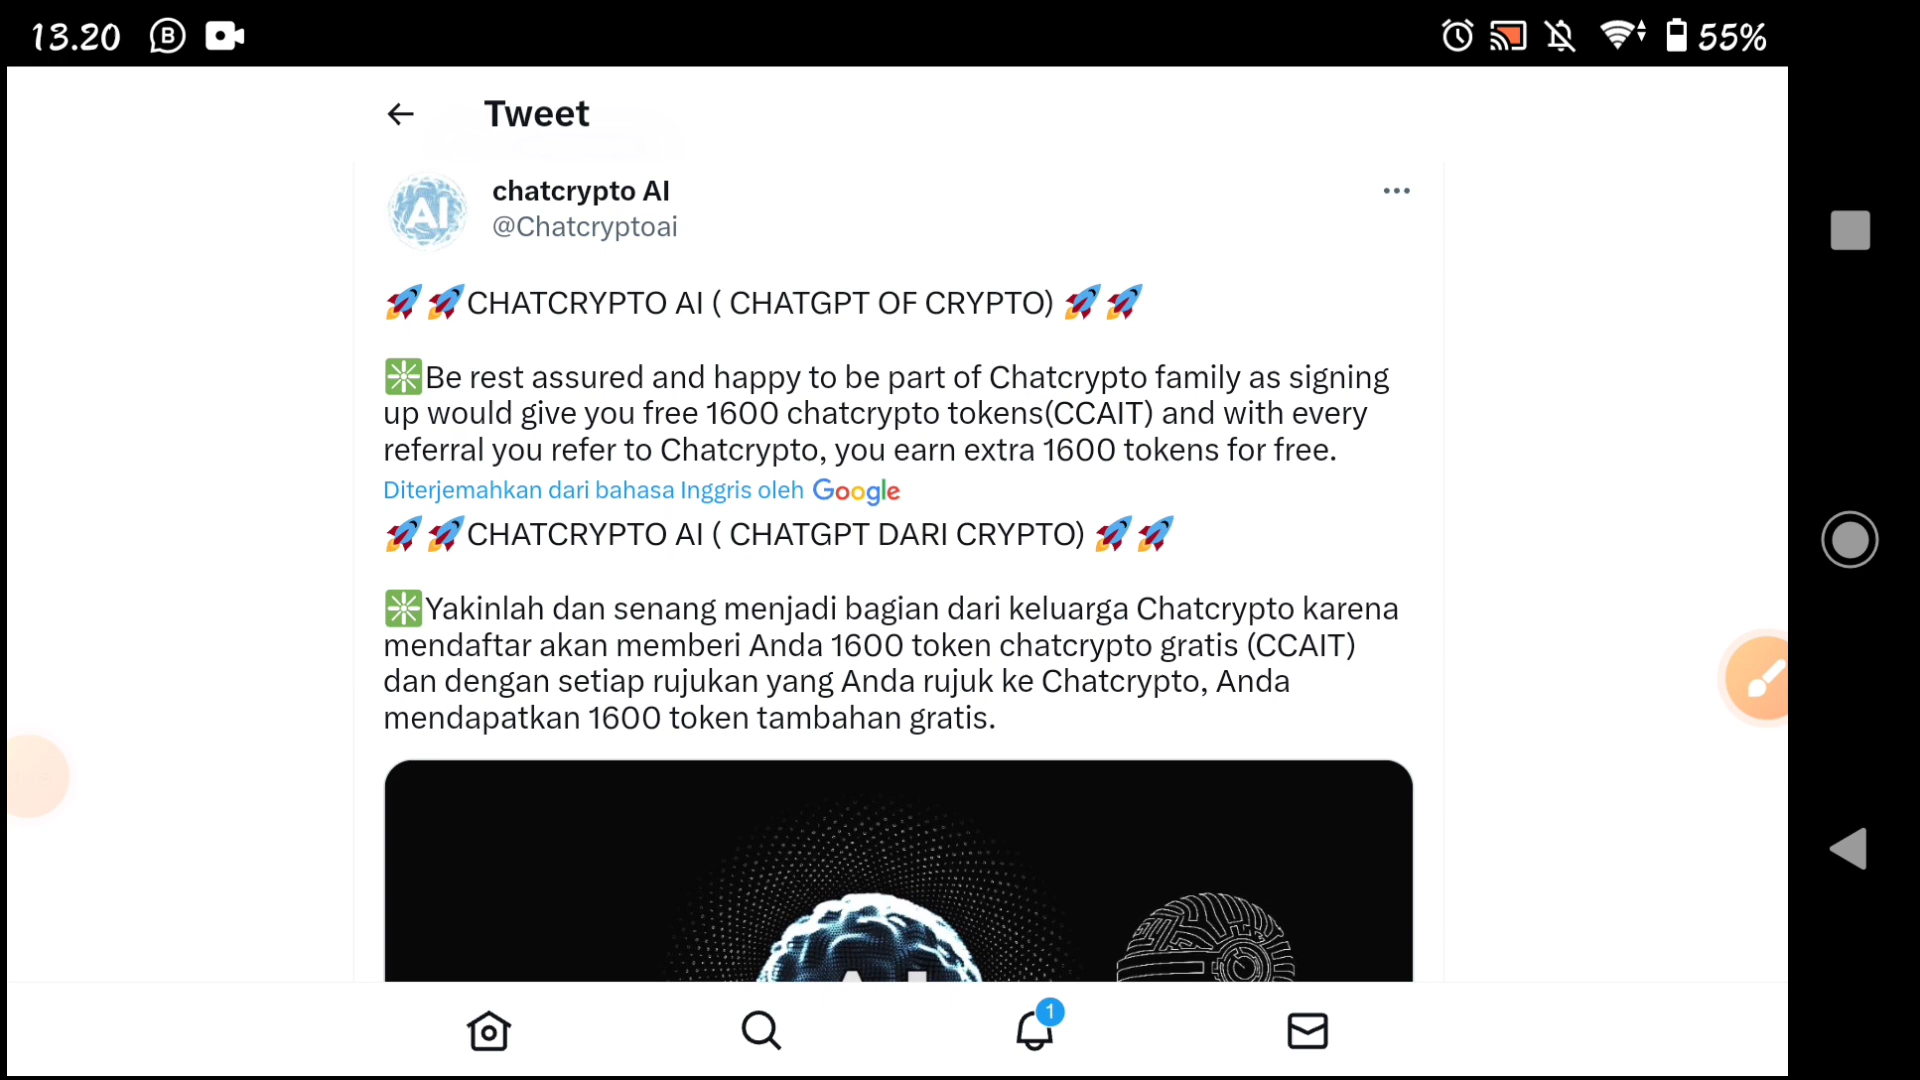 13.20
B
55%
Tweet
AI
chatcrypto AI
@Chatcryptoai
🚀🚀CHATCRYPTO AI ( CHATGPT OF CRYPTO) 🚀🚀
✳️Be rest assured and happy to be part of Chatcrypto family as signing
up would give you free 1600 chatcrypto tokens(CCAIT) and with every
referral you refer to Chatcrypto, you earn extra 1600 tokens for free.
Diterjemahkan dari bahasa Inggris oleh Google
🚀🚀CHATCRYPTO AI ( CHATGPT DARI CRYPTO) 🚀🚀
✳️Yakinlah dan senang menjadi bagian dari keluarga Chatcrypto karena
mendaftar akan memberi Anda 1600 token chatcrypto gratis (CCAIT)
dan dengan setiap rujukan yang Anda rujuk ke Chatcrypto, Anda
mendapatkan 1600 token tambahan gratis.
1